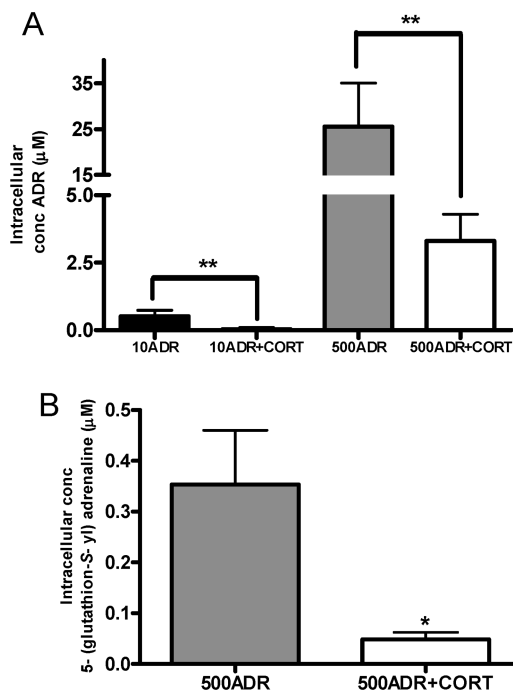 A
**
Intracellular
conc ADR (μM)
35
25
15
5.0
2.5
0.0
**
10ADR
10ADR+CORT
500ADR
500ADR+CORT
B
Intracellular conc
5- (glutathion-S- yl) adrenaline (μM)
0.5
0.4
0.3
0.2
0.1
0.0
*
500ADR
500ADR+CORT